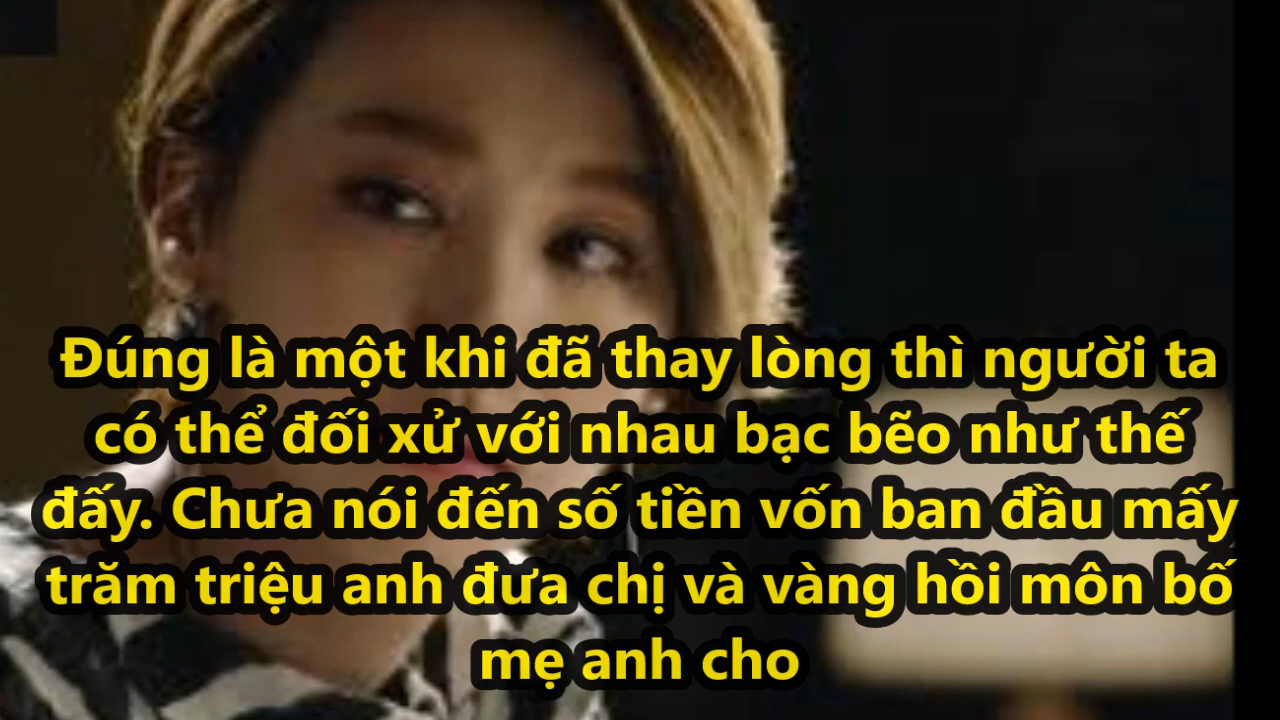 Đúng là một khi đã thay lòng thì người ta
có thể đối xử với nhau bạc bẽo như thế
đấy. Chưa nói đến số tiền vốn ban đầu mấy
trăm triệu anh đưa chị và vàng hồi môn bố
mẹ anh cho